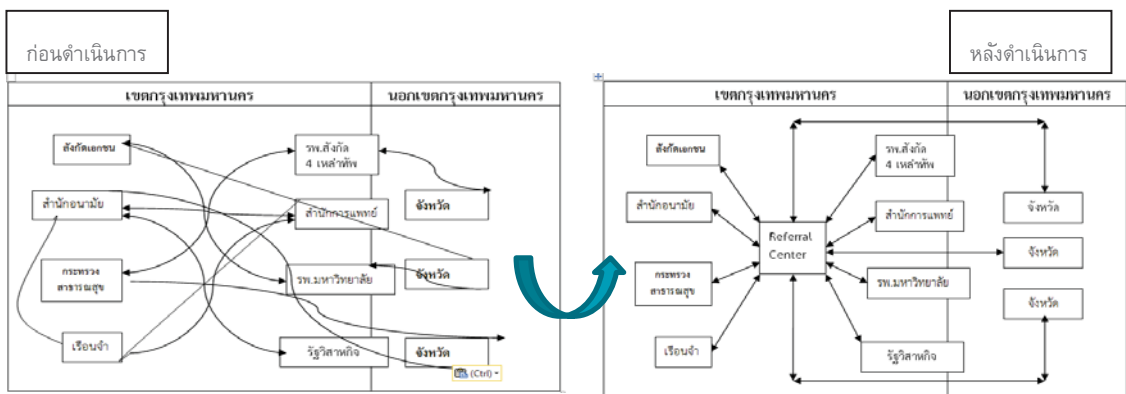 ก่อนดำเนินการ
เขตกรุงเทพมหานคร
นอกเขตกรุงเทพมหานคร
สังกัดเอกชน
รพ.สังกัด
4 เหล่าทัพ
สำนักอนามัย
สำนักการแพทย์
จังหวัด
กระทรวง
สาธารณสุข
รพ.มหาวิทยาลัย
จังหวัด
เรือนจำ
รัฐวิสาหกิจ
จังหวัด
(Ctrl)
หลังดำเนินการ
เขตกรุงเทพมหานคร
นอกเขตกรุงเทพมหานคร
สังกัดเอกชน
รพ.สังกัด
4 เหล่าทัพ
สำนักอนามัย
สำนักการแพทย์
จังหวัด
Referral
Center
จังหวัด
กระทรวง
สาธารณสุข
รพ.มหาวิทยาลัย
จังหวัด
เรือนจำ
รัฐวิสาหกิจ